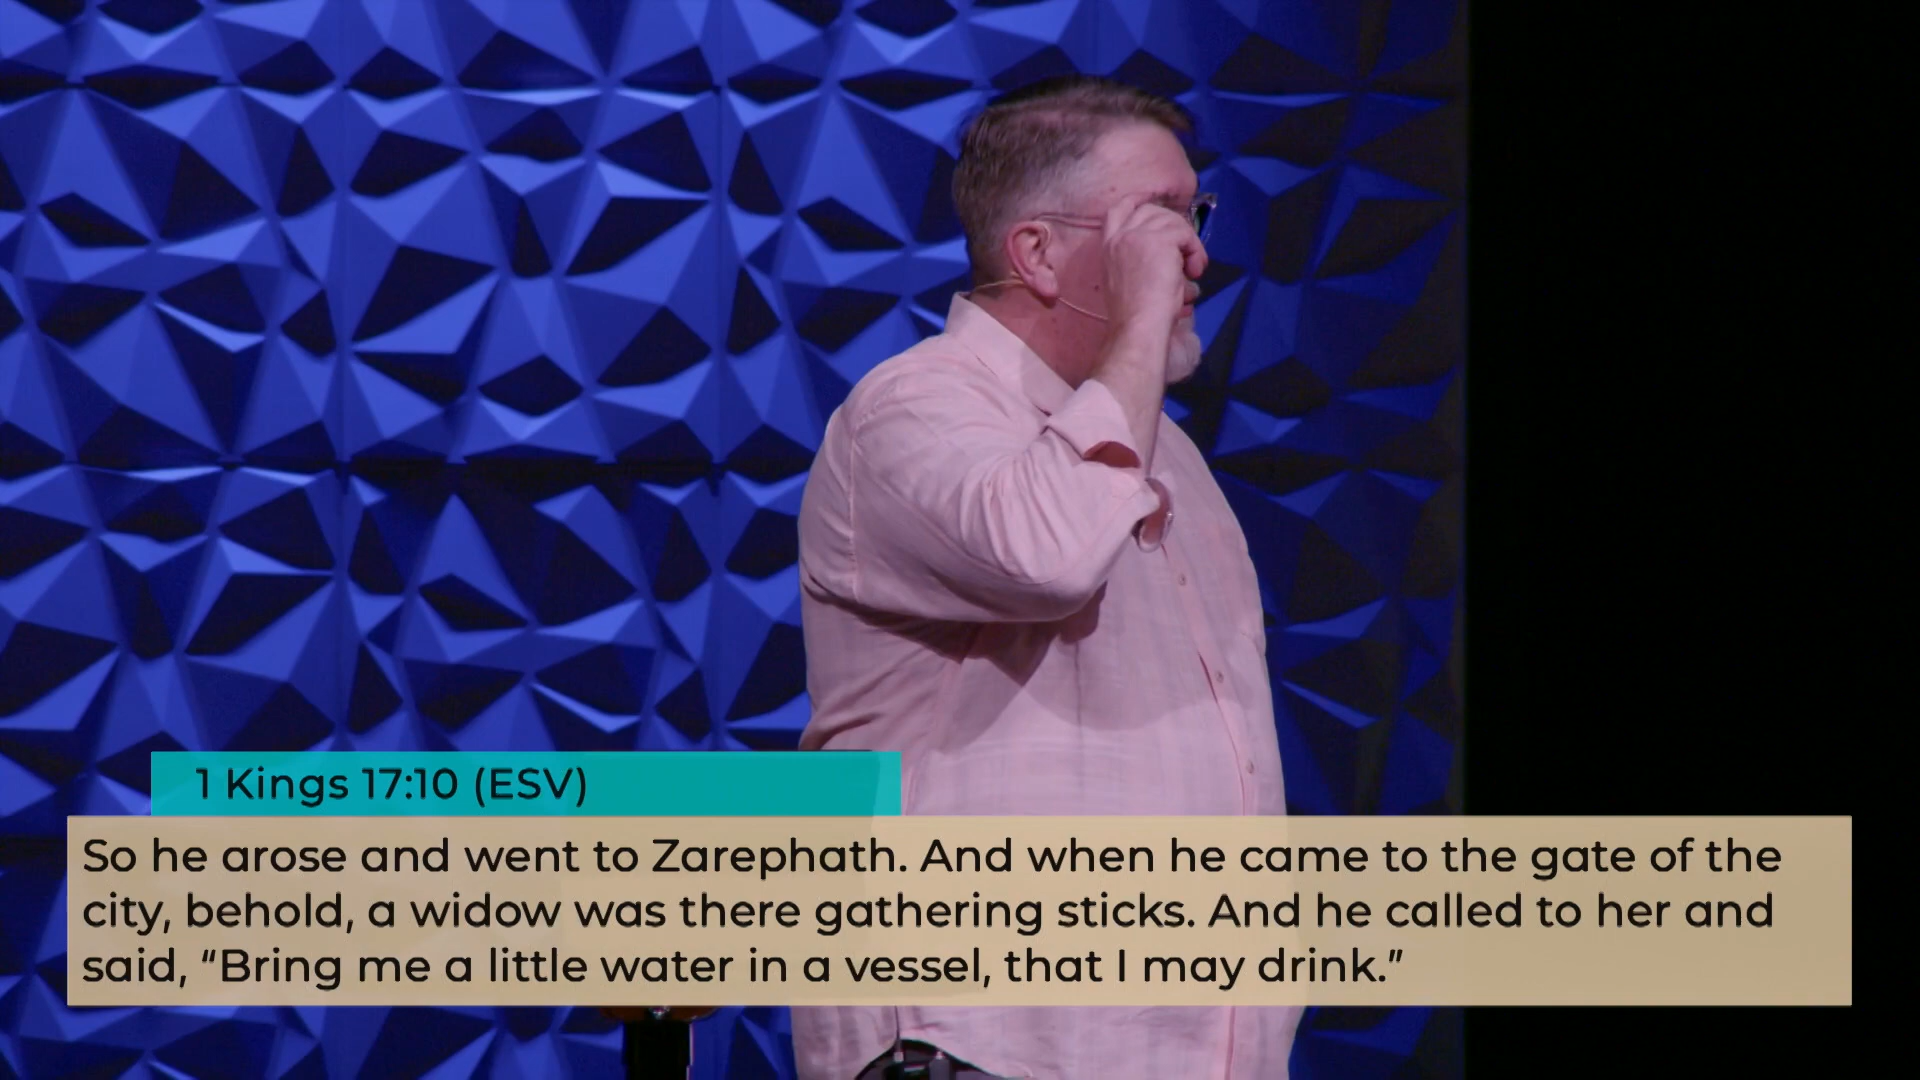 1 Kings 17:10 (ESV)
So he arose and went to Zarephath. And when he came to the gate of the
city, behold, a widow was there gathering sticks. And he called to her and
said, “Bring me a little water in a vessel, that I may drink.”